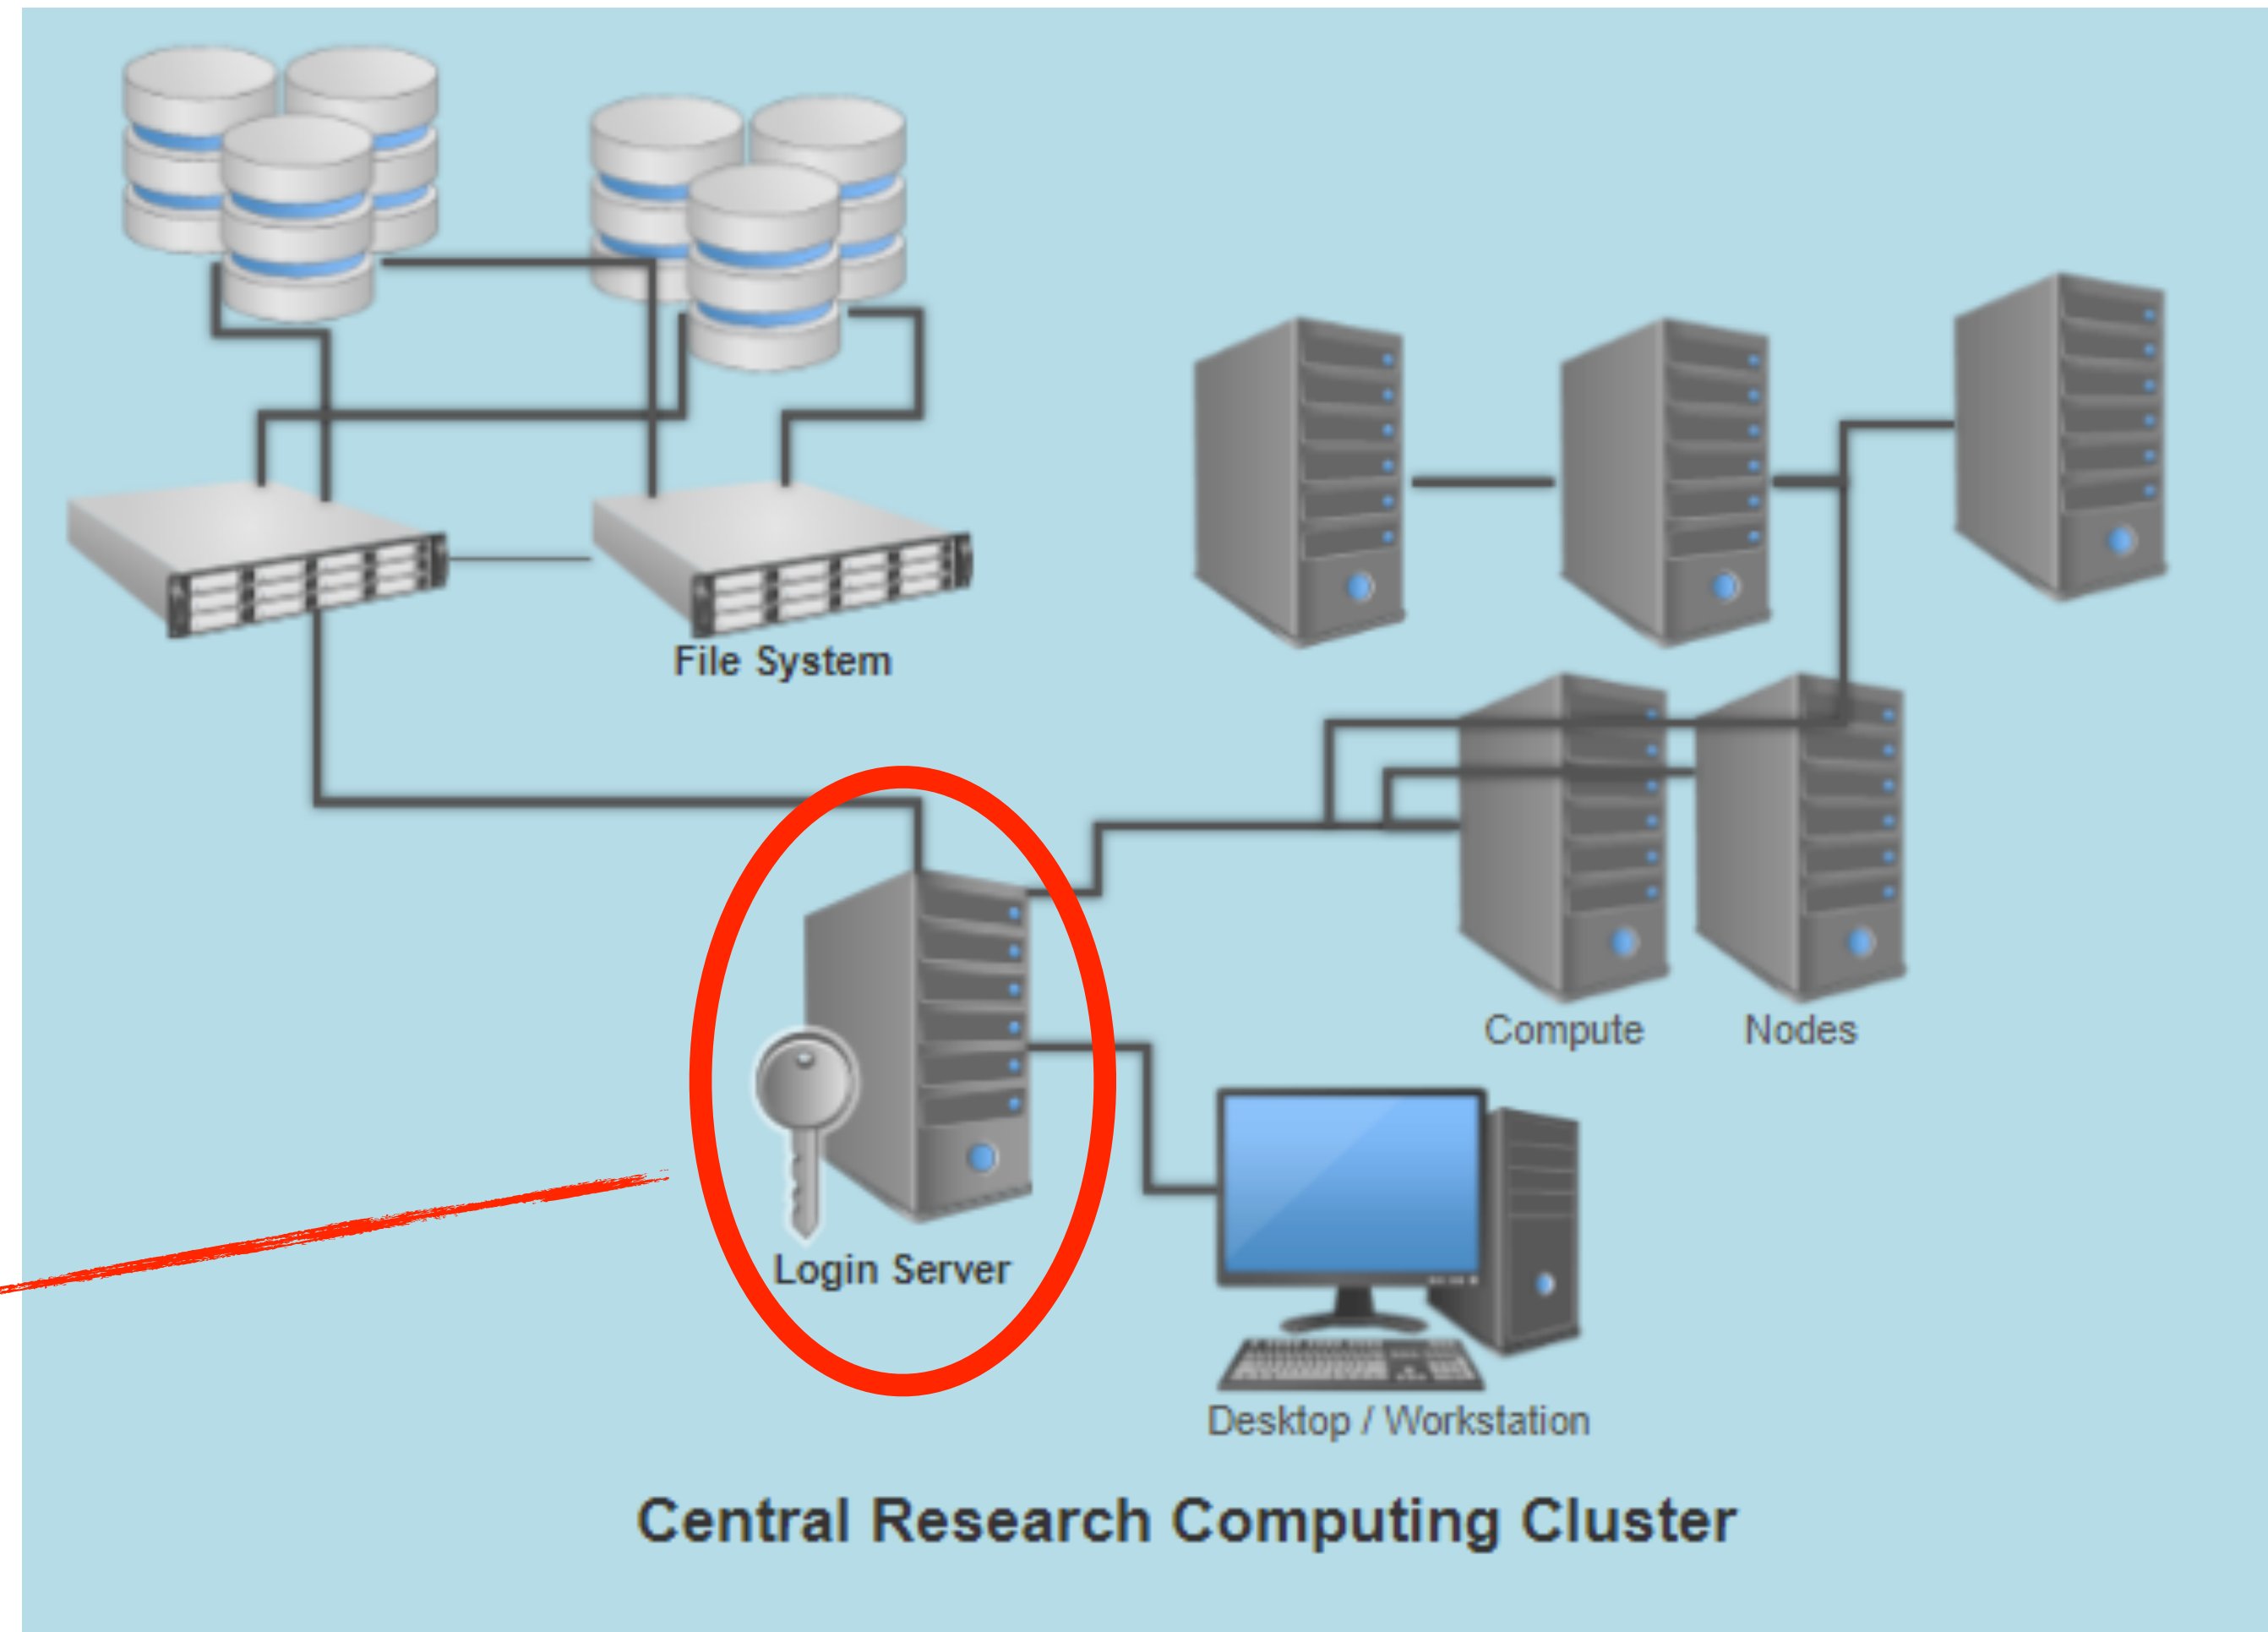 File System
Compute Nodes
Login Server
Desktop / Workstation
Central Research Computing Cluster